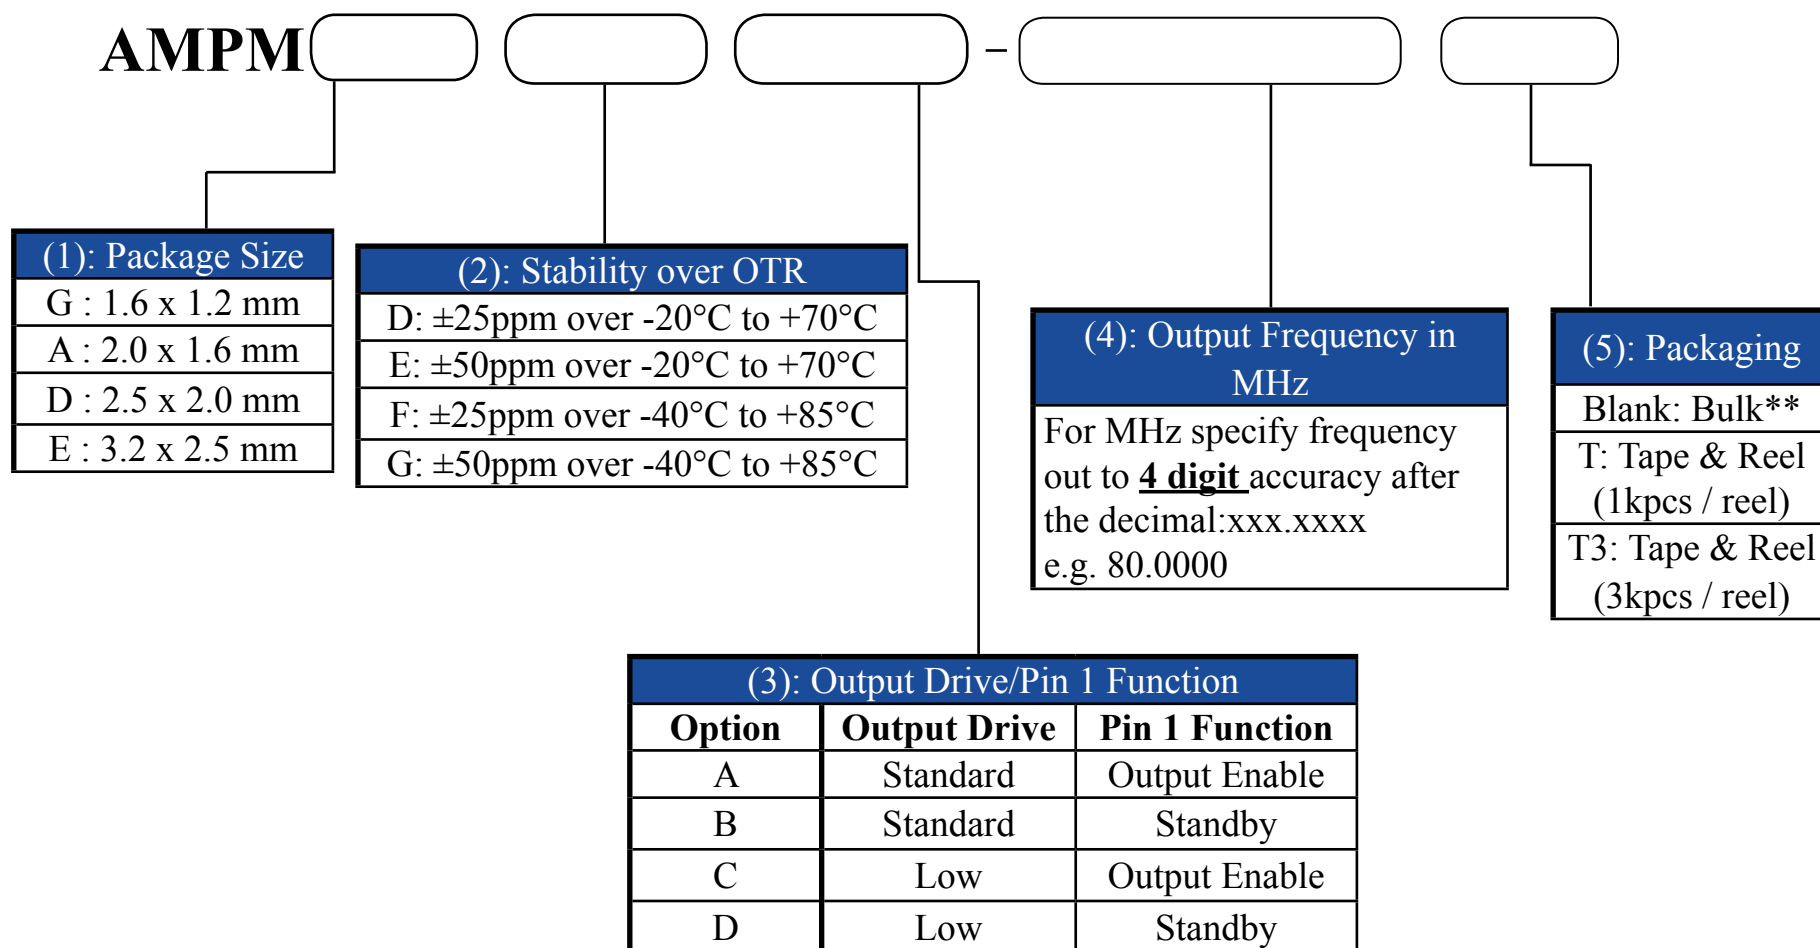 AMPM –
(1): Package Size
G : 1.6 x 1.2 mm
A : 2.0 x 1.6 mm
D : 2.5 x 2.0 mm
E : 3.2 x 2.5 mm
(2): Stability over OTR
D: ±25ppm over -20°C to +70°C
E: ±50ppm over -20°C to +70°C
F: ±25ppm over -40°C to +85°C
G: ±50ppm over -40°C to +85°C
(4): Output Frequency in
MHz
For MHz specify frequency
out to 4 digit accuracy after
the decimal:xxx.xxxx
e.g. 80.0000
(5): Packaging
Blank: Bulk**
T: Tape & Reel
(1kpcs / reel)
T3: Tape & Reel
(3kpcs / reel)
(3): Output Drive/Pin 1 Function
Option Output Drive Pin 1 Function
A Standard Output Enable
B Standard Standby
C Low Output Enable
D Low Standby